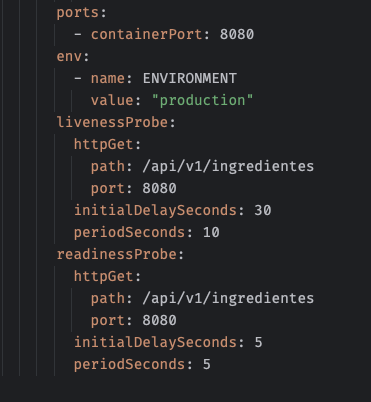 ports:
- containerPort: 8080
env:
- name: ENVIRONMENT
value: "production"
livenessProbe:
httpGet:
path: /api/v1/ingredientes
port: 8080
initialDelaySeconds: 30
periodSeconds: 10
readinessProbe:
httpGet:
path: /api/v1/ingredientes
port: 8080
initialDelaySeconds: 5
periodSeconds: 5